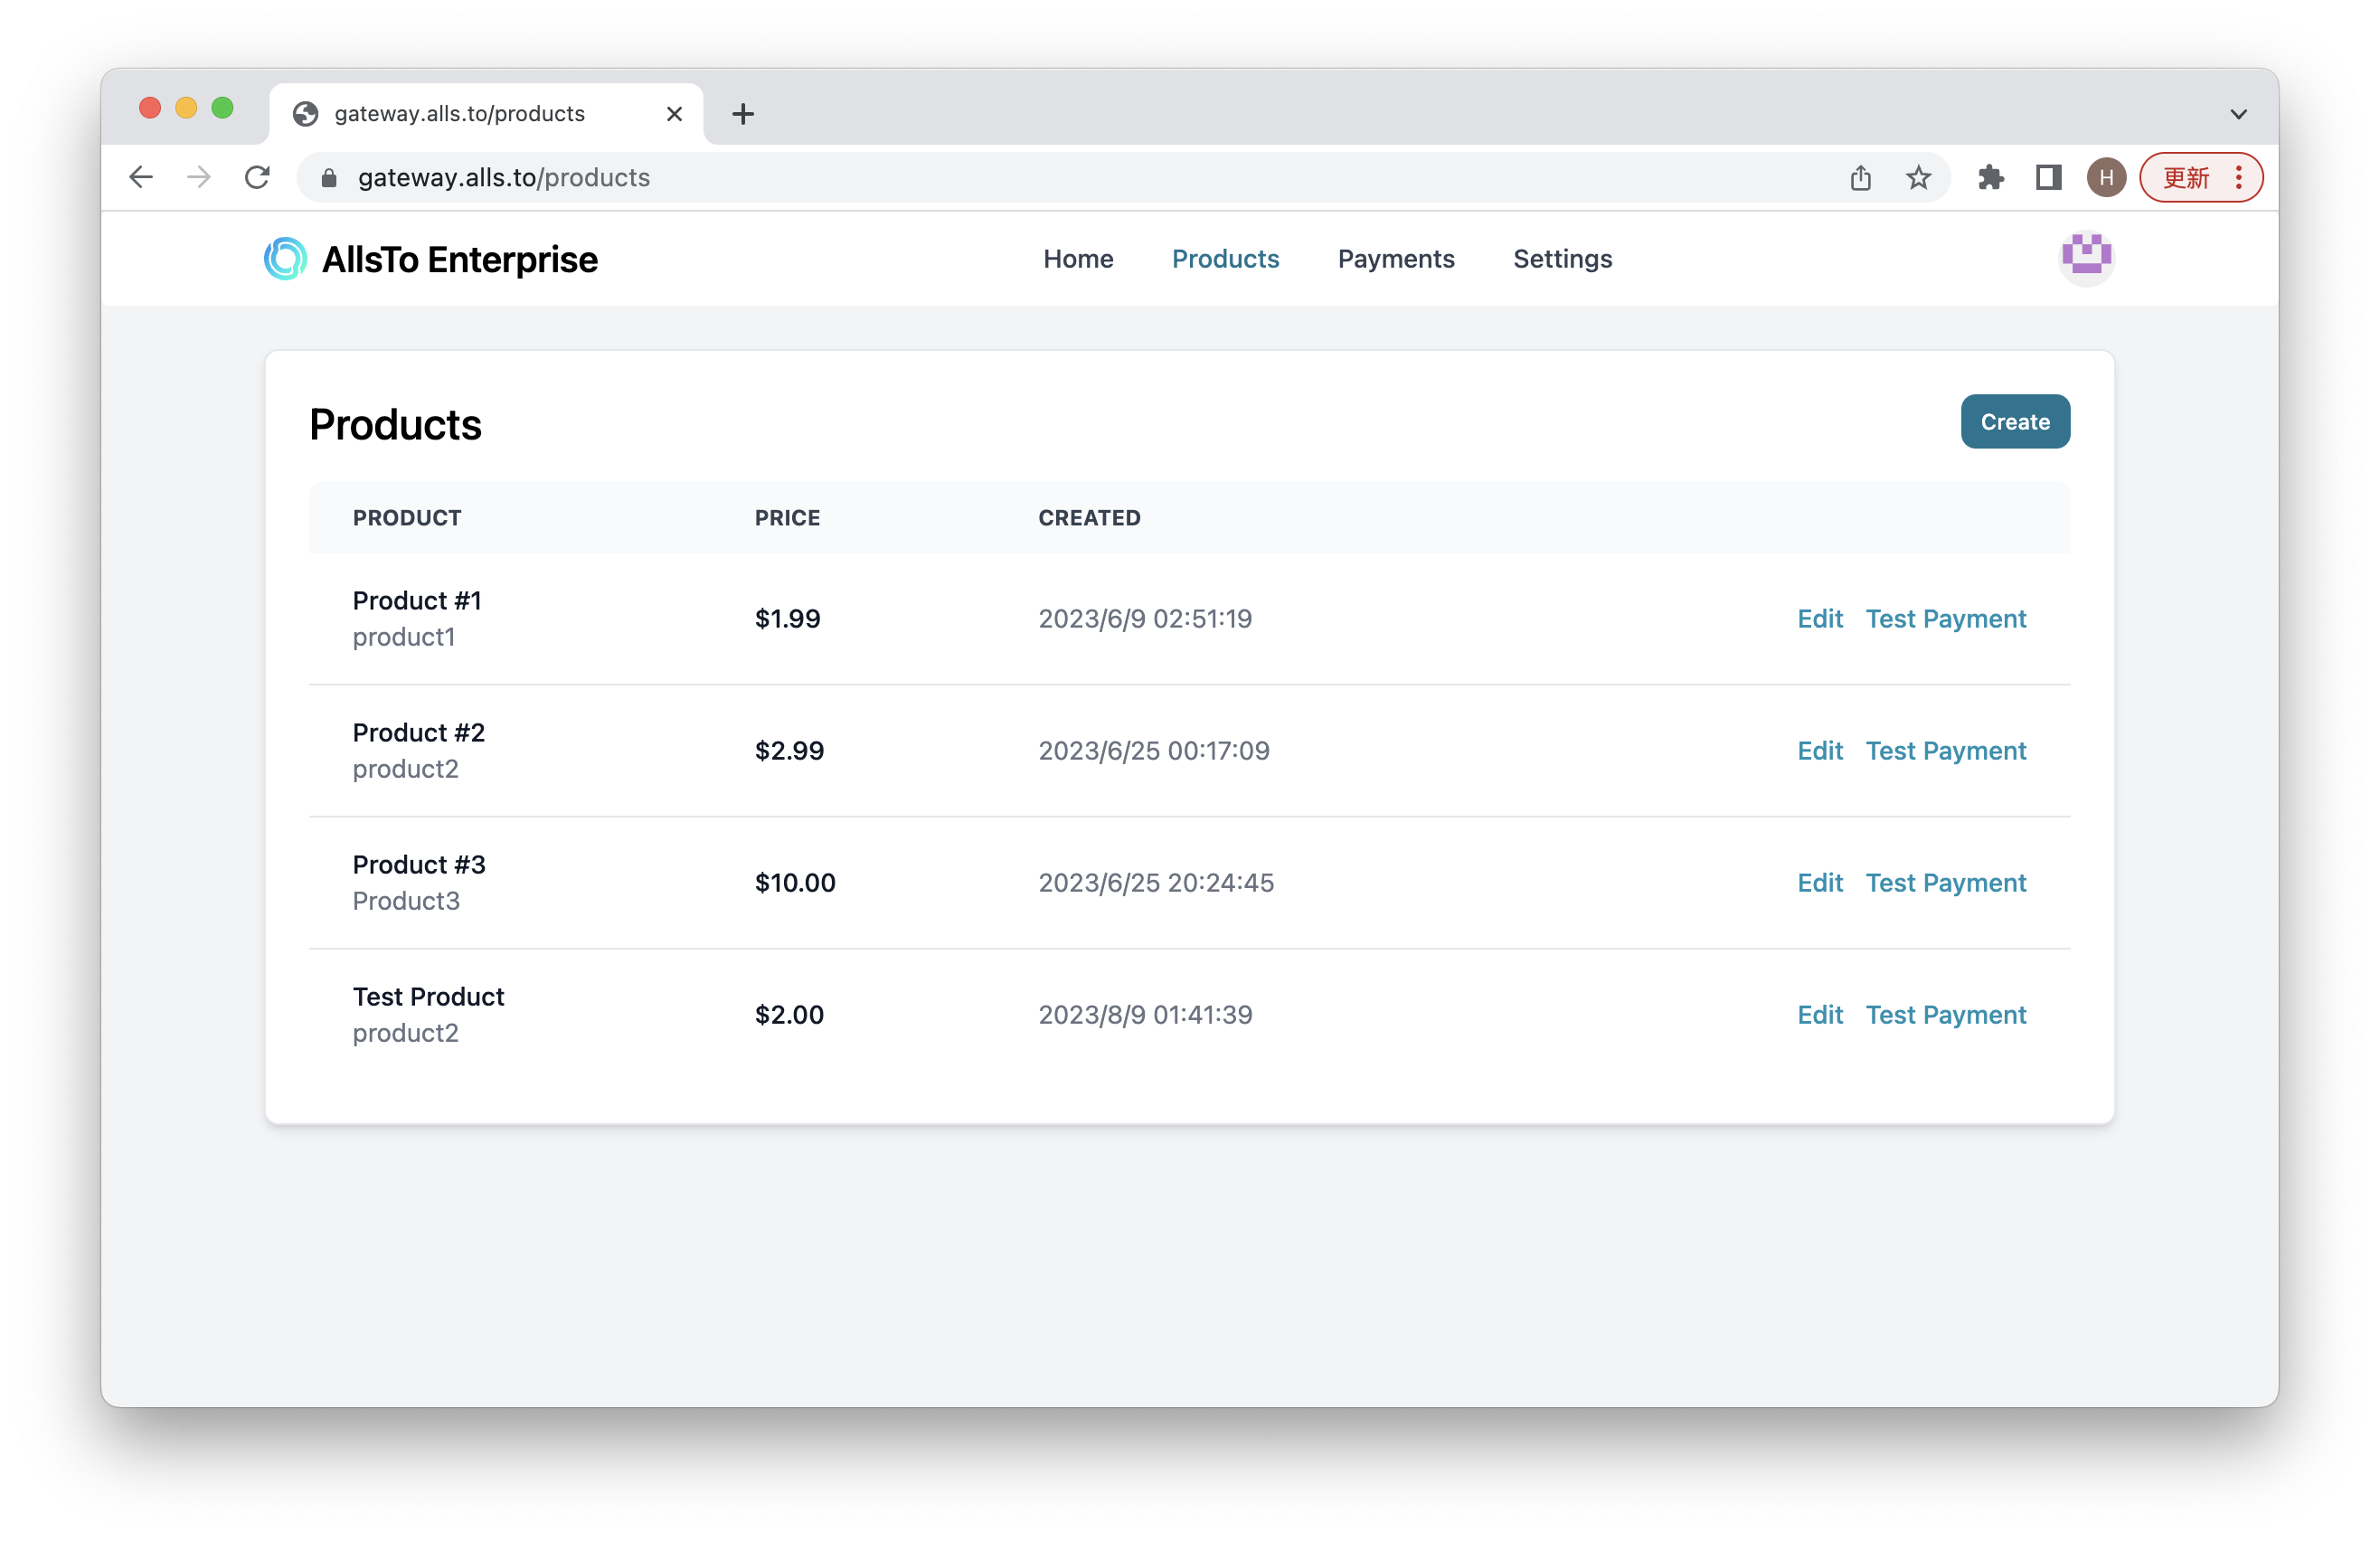 gateway.alls.to/products
gateway.alls.to/products
H
更新
AllsTo Enterprise
Home Products Payments Settings
Products
Create
PRODUCT PRICE CREATED
Product #1
product1
$1.99
2023/6/9 02:51:19
Edit Test Payment
Product #2
product2
$2.99
2023/6/25 00:17:09
Edit Test Payment
Product #3
Product3
$10.00
2023/6/25 20:24:45
Edit Test Payment
Test Product
product2
$2.00
2023/8/9 01:41:39
Edit Test Payment